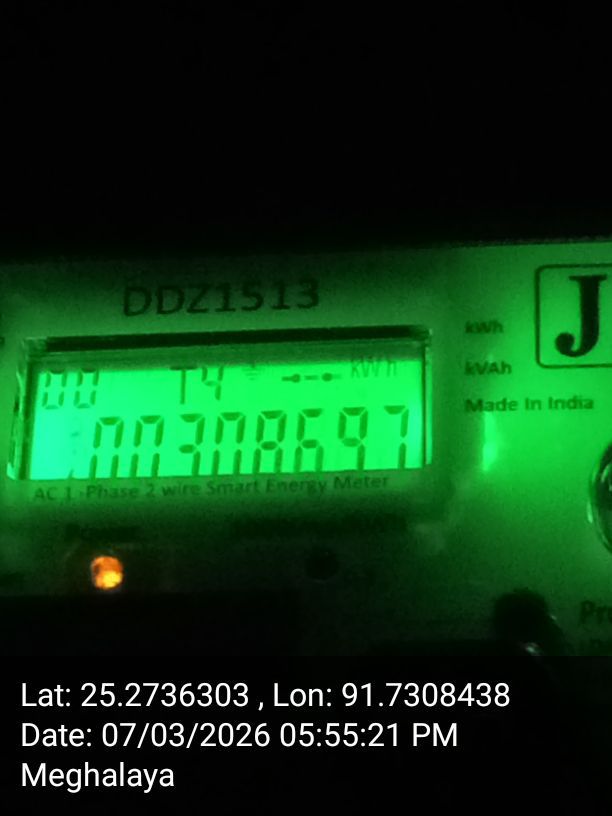 DDZ1513
J
kWh
T4 kWh
kVAh
Made In India
00308697
AC 1-Phase 2 wire Smart Energy Meter
Lat: 25.2736303 , Lon: 91.7308438
Date: 07/03/2026 05:55:21 PM
Meghalaya